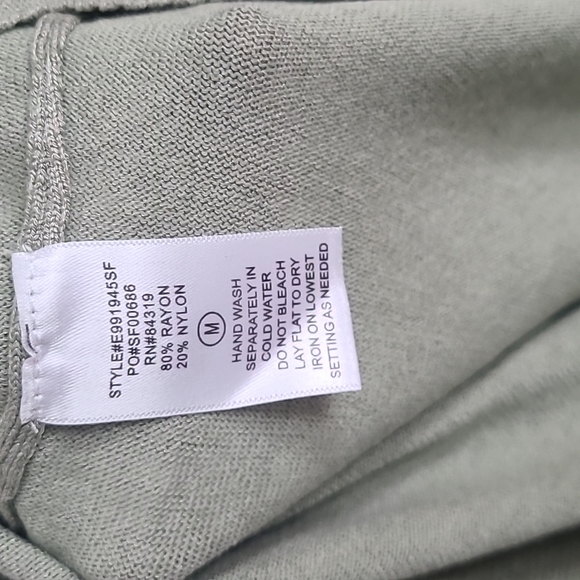 STYLE#E991945SF
PO#SF00686
RN#84319
80% RAYON
20% NYLON
M
HAND WASH
SEPARATELY IN
COLD WATER
DO NOT BLEACH
LAY FLAT TO DRY
IRON ON LOWEST
SETTING AS NEEDED